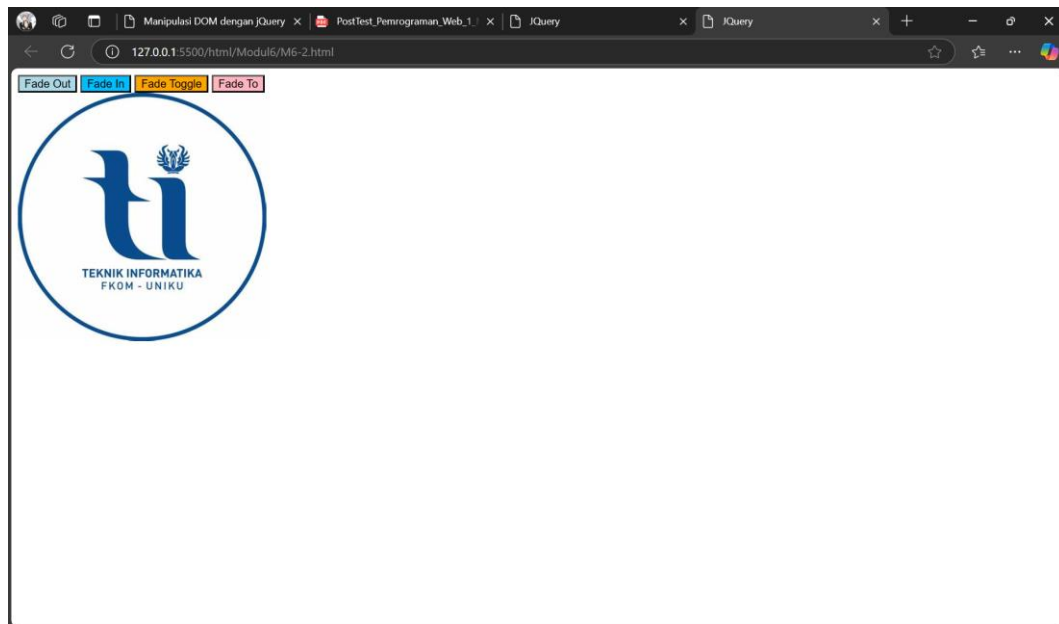 Manipulasi DOM dengan jQuery
PostTest_Pemrograman_Web_1_
JQuery
JQuery
127.0.0.1:5500/html/Modul6/M6-2.html
Fade Out
Fade In
Fade Toggle
Fade To
ti
TEKNIK INFORMATIKA
FKOM - UNIKU